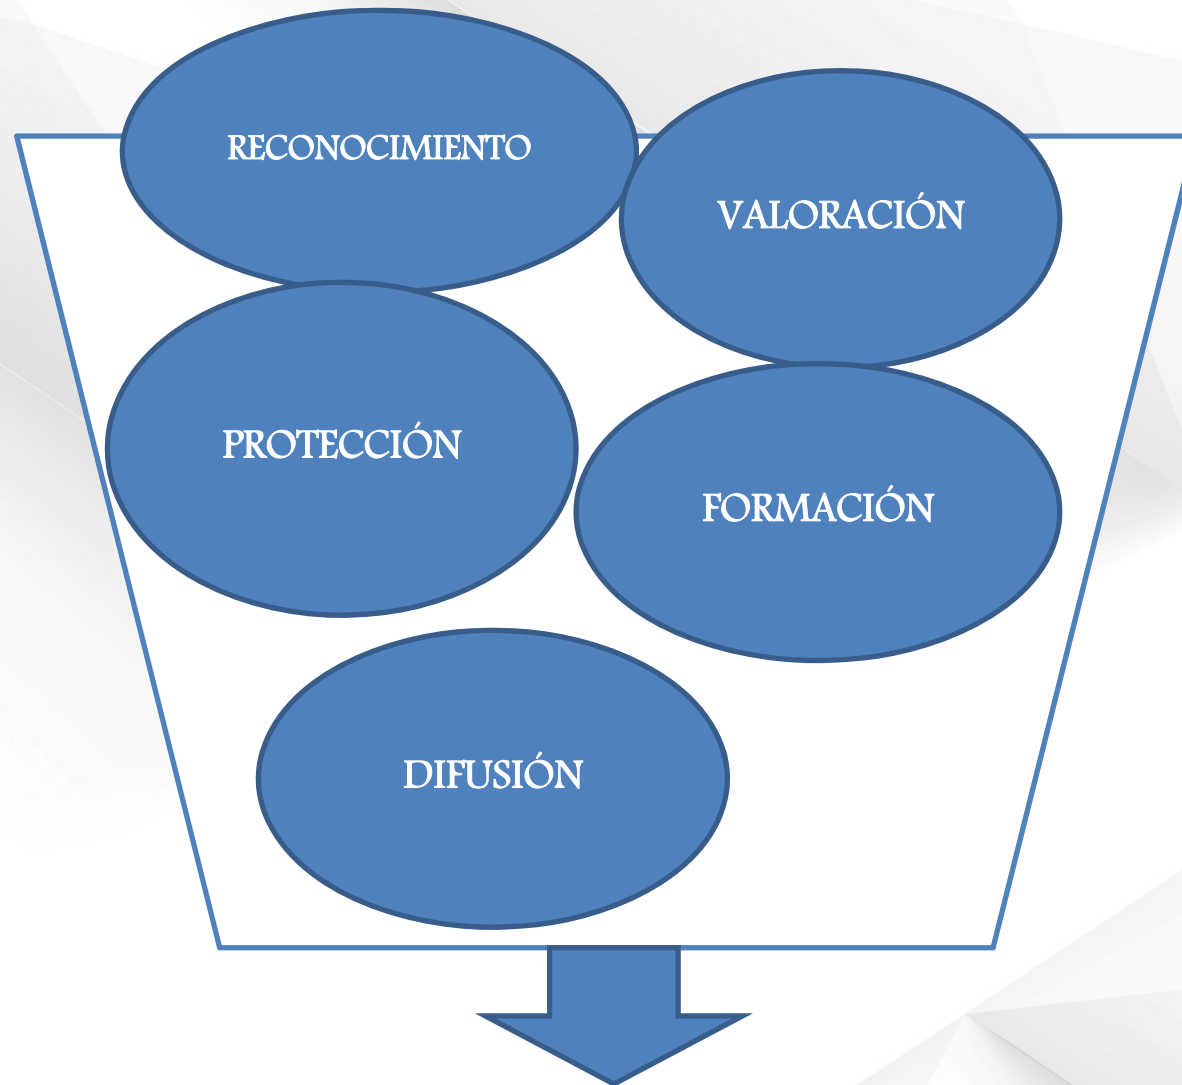 RECONOCIMIENTO
VALORACIÓN
PROTECCIÓN
FORMACIÓN
DIFUSIÓN